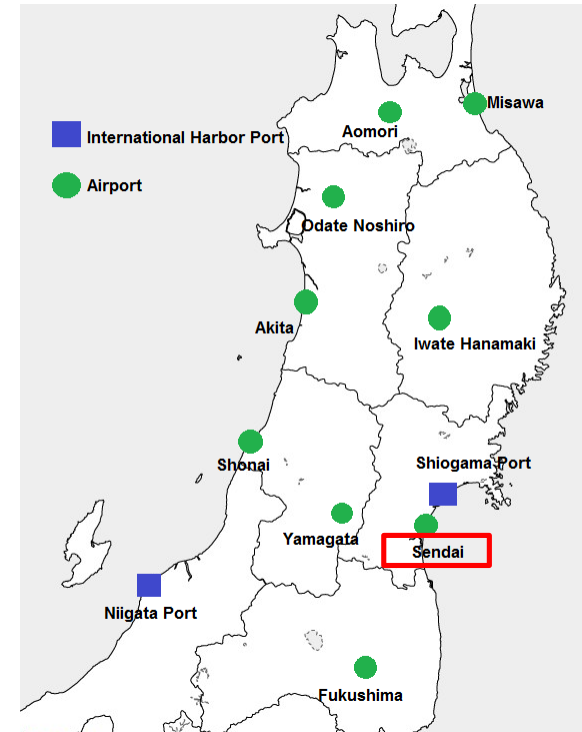 Misawa
Aomori
International Harbor Port
Airport
Odate Noshiro
Akita
Iwate Hanamaki
Shonai
Shiogama Port
Yamagata
Sendai
Niigata Port
Fukushima